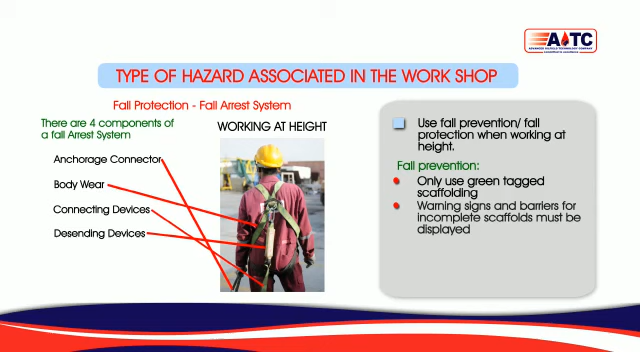 AOTC
ADVANCED OILFIELD TECHNOLOGY COMPANY
TYPE OF HAZARD ASSOCIATED IN THE WORK SHOP
Fall Protection - Fall Arrest System
There are 4 components of
a fall Arrest System
WORKING AT HEIGHT
Anchorage Connector
Body Wear
Connecting Devices
Desending Devices
Use fall prevention/ fall
protection when working at
height.
Fall prevention:
Only use green tagged
scaffolding
Warning signs and barriers for
incomplete scaffolds must be
displayed